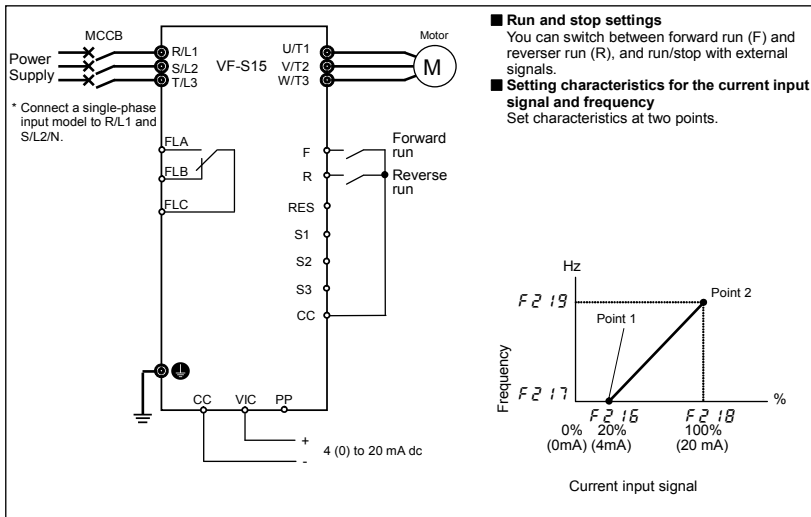 MCCB
Power
Supply
R/L1
S/L2
T/L3
VF-S15
U/T1
V/T2
W/T3
Motor
M
* Connect a single-phase
input model to R/L1 and
S/L2/N.
FLA
FLB
FLC
F
R
RES
S1
S2
S3
CC
Forward
run
Reverse
run
CC
VIC
PP
+
-
4 (0) to 20 mA dc
■ Run and stop settings
You can switch between forward run (F) and
reverser run (R), and run/stop with external
signals.
■ Setting characteristics for the current input
signal and frequency
Set characteristics at two points.
Hz
F219
Point 2
Point 1
Frequency
F217
%
F216
F218
0%
20%
100%
(0mA)
(4mA)
(20 mA)
Current input signal